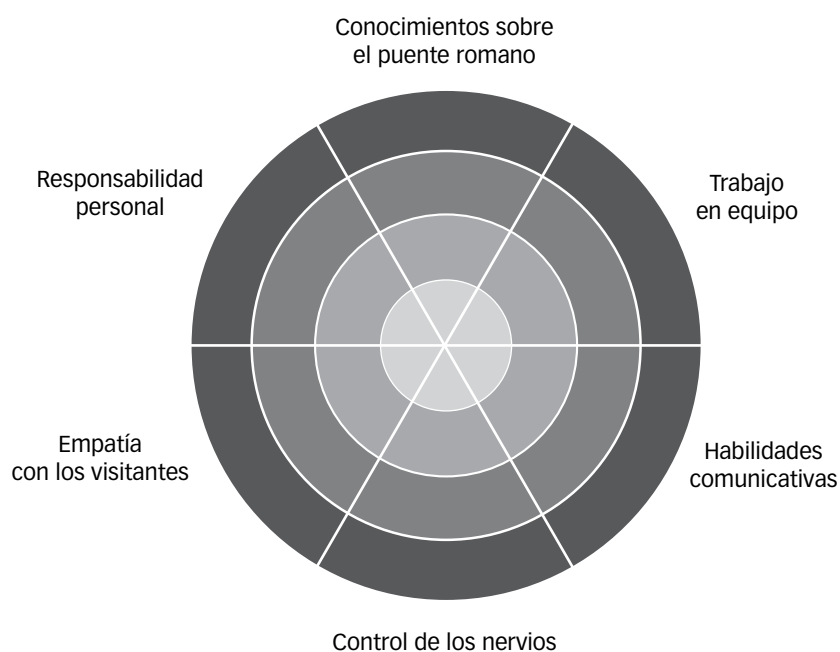 Conocimientos sobre
el puente romano
Responsabilidad
personal
Trabajo
en equipo
Empatía
con los visitantes
Habilidades
comunicativas
Control de los nervios